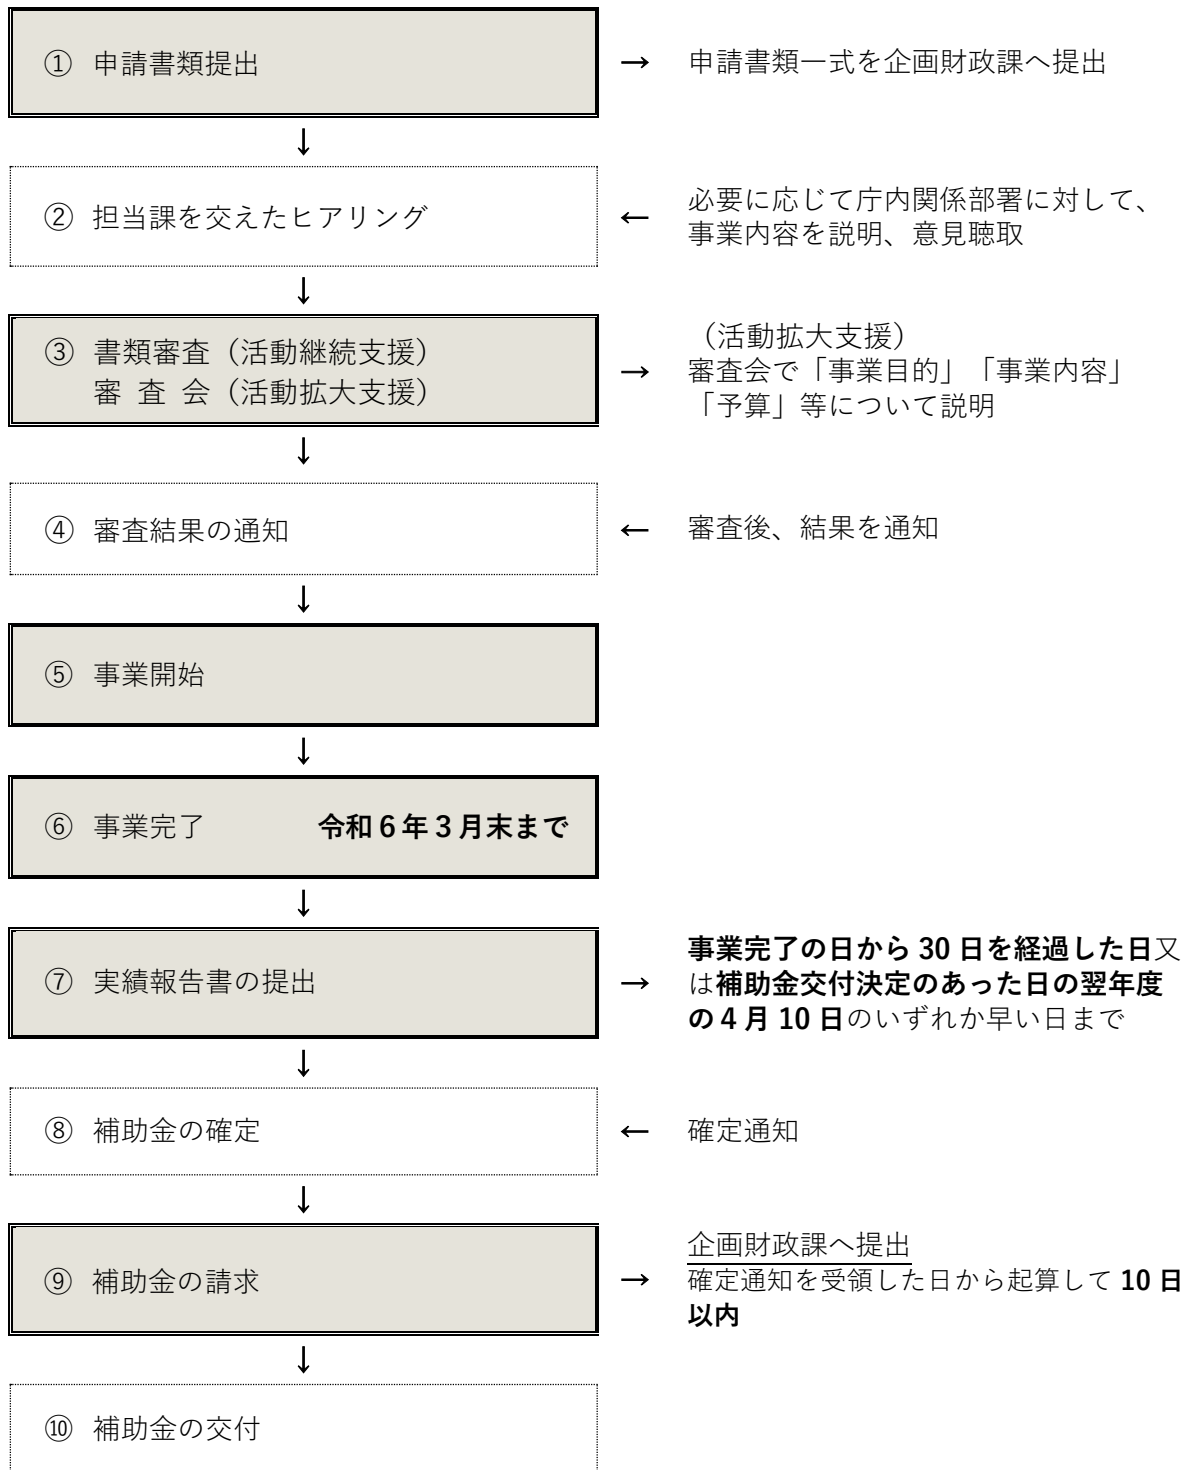 ① 申請書類提出
→ 申請書類一式を企画財政課へ提出
↓
② 担当課を交えたヒアリング
← 必要に応じて庁内関係部署に対して、
事業内容を説明、意見聴取
↓
③ 書類審査（活動継続支援）
審 査 会（活動拡大支援）
→ （活動拡大支援）
審査会で「事業目的」「事業内容」
「予算」等について説明
↓
④ 審査結果の通知
← 審査後、結果を通知
↓
⑤ 事業開始
↓
⑥ 事業完了 令和６年３月末まで
↓
⑦ 実績報告書の提出
→ 事業完了の日から 30 日を経過した日又
は補助金交付決定のあった日の翌年度
の４月 10 日のいずれか早い日まで
↓
⑧ 補助金の確定
← 確定通知
↓
⑨ 補助金の請求
→ 企画財政課へ提出
確定通知を受領した日から起算して 10 日
以内
↓
⑩ 補助金の交付